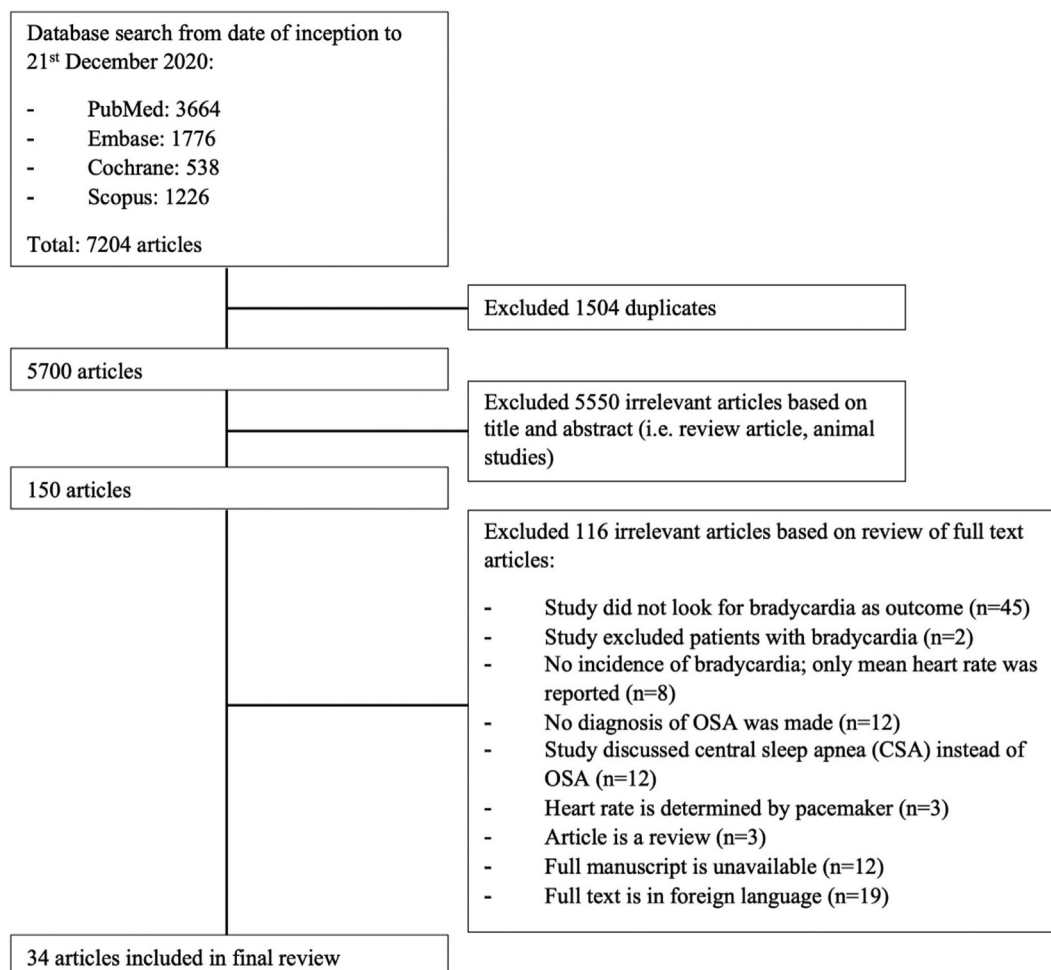 Database search from date of inception to
21st December 2020:
- PubMed: 3664
- Embase: 1776
- Cochrane: 538
- Scopus: 1226
Total: 7204 articles
Excluded 1504 duplicates
5700 articles
Excluded 5550 irrelevant articles based on
title and abstract (i.e. review article, animal
studies)
150 articles
Excluded 116 irrelevant articles based on review of full text
articles:
- Study did not look for bradycardia as outcome (n=45)
- Study excluded patients with bradycardia (n=2)
- No incidence of bradycardia; only mean heart rate was
reported (n=8)
- No diagnosis of OSA was made (n=12)
- Study discussed central sleep apnea (CSA) instead of
OSA (n=12)
- Heart rate is determined by pacemaker (n=3)
- Article is a review (n=3)
- Full manuscript is unavailable (n=12)
- Full text is in foreign language (n=19)
34 articles included in final review